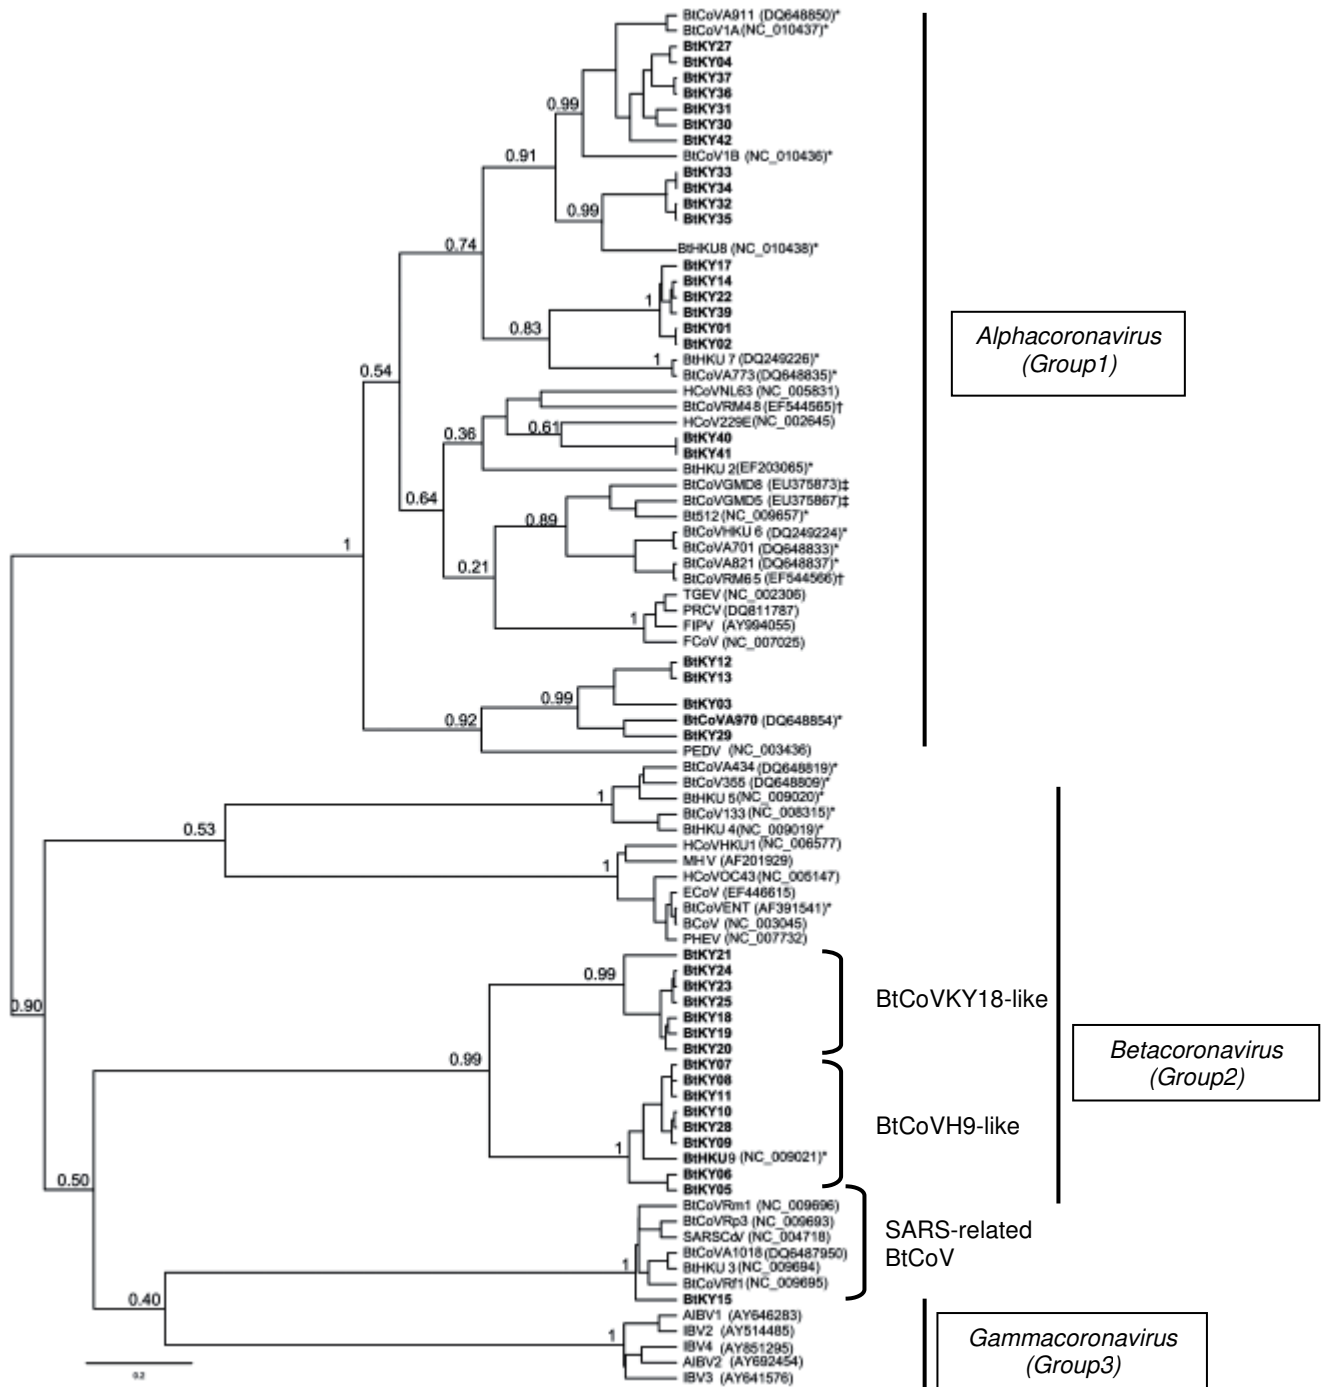 BtCoVA911 (DQ648850)*
BtCoV1A(NC_010437)*
BtKY27
BtKY04
BtKY37
BtKY36
BtKY31
0.99
BtKY30
BtKY42
0.91
BtCoV1B (NC_010436)*
BtKY33
BtKY34
BtKY32
0.99
BtKY35
0.74
BtHKU8 (NC_010438)*
BtKY17
BtKY14
BtKY22
1
BtKY39
0.83
BtKY01
BtKY02
1
BtHKU 7 (DQ249226)*
BtCoVA773 (DQ648835)*
Alphacoronavirus
(Group1)
0.54
HCoVNL63 (NC_005831)
BtCoVRM48 (EF544565)†
HCoV229E(NC_002645)
0.36
0.61
BtKY40
BtKY41
BtHKU 2(EF203065)*
BtCoVGMD8 (EU375873)‡
0.64
BtCoVGMD5 (EU375867)‡
0.89
Bt512 (NC_009657)*
BtCoVHKU 6 (DQ249224)*
1
BtCoVA701 (DQ648833)*
0.21
BtCoVA821 (DQ648837)*
BtCoVRM65 (EF544566)†
TGEV (NC_002306)
PRCV(DQ811787)
1
FIPV (AY994055)
FCoV (NC_007025)
BtKY12
BtKY13
0.99
BtKY03
0.92
BtCoVA970 (DQ648854)*
BtKY29
PEDV (NC_003436)
BtCoVA434 (DQ648819)*
BtCoV355 (DQ648809)*
1
BtHKU 5(NC_009020)*
BtCoV133 (NC_008315)*
0.53
BtHKU 4(NC_009019)*
HCoVHKU1 (NC_006577)
1
MHV (AF201929)
HCoVOC43(NC_005147)
ECoV (EF446615)
BtCoVENT (AF391541)*
BCoV (NC_003045)
PHEV (NC_007732)
BtKY21
0.99
BtKY24
BtKY23
BtKY25
BtCoVKY18-like
0.90
BtKY18
BtKY19
BtKY20
0.99
BtKY07
BtKY08
BtKY11
Betacoronavirus
(Group2)
BtKY10
BtKY28
BtCoVH9-like
BtKY09
1
BtHKU9 (NC_009021)*
BtKY06
0.50
BtKY05
BtCoVRm1 (NC_009696)
BtCoVRp3 (NC_009693)
SARSCoV (NC_004718)
SARS-related
BtCoV
BtCoVA1018 (DQ6487950)
1
BtHKU 3(NC_009694)
BtCoVRf1(NC_009695)
0.40
BtKY15
AIBV1 (AY646283)
1
IBV2 (AY514485)
IBV4 (AY851295)
AIBV2 (AY692454)
IBV3 (AY641576)
Gammacoronavirus
(Group3)
0.2